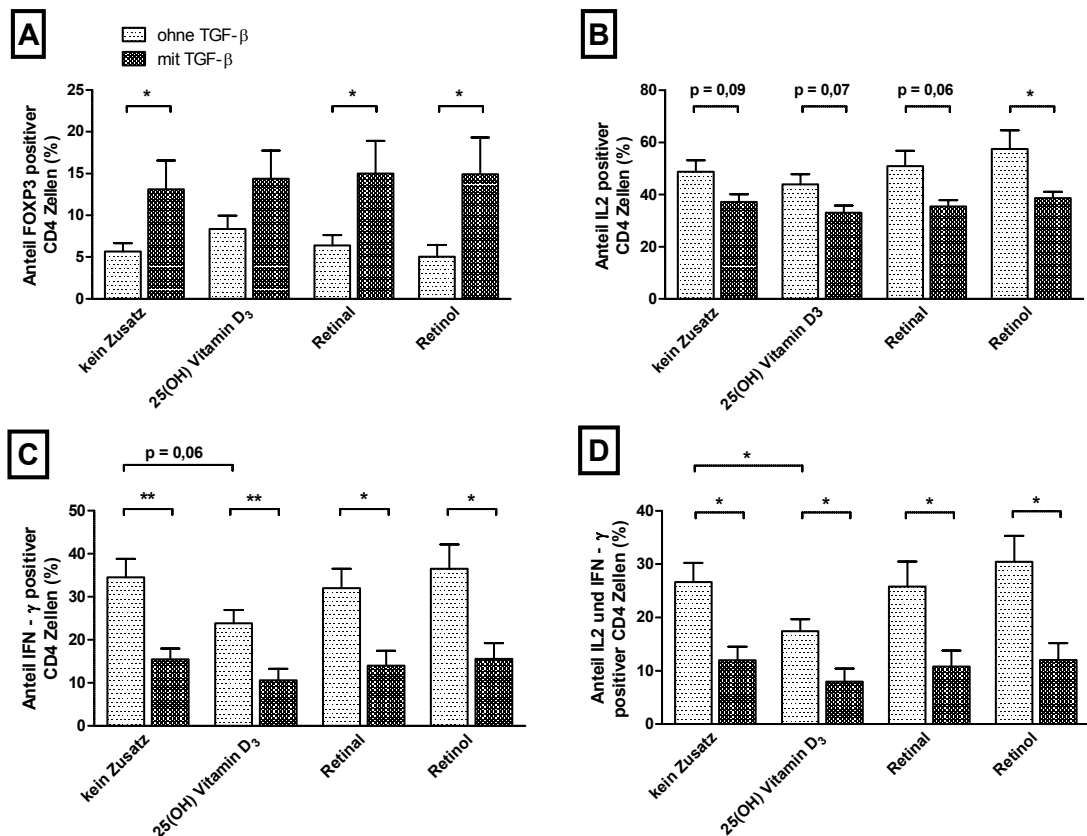 A
ohne TGF-β
mit TGF-β
Anteil FOXP3 positiver
CD4 Zellen (%)
25
20
15
10
5
0
*
*
*
kein Zusatz
25(OH) Vitamin D₃
Retinal
Retinol
B
Anteil IL2 positiver
CD4 Zellen (%)
80
60
40
20
0
p = 0,09
p = 0,07
p = 0,06
*
kein Zusatz
25(OH) Vitamin D3
Retinal
Retinol
C
Anteil IFN - γ positiver
CD4 Zellen (%)
50
40
30
20
10
0
p = 0,06
**
**
*
*
kein Zusatz
25(OH) Vitamin D₃
Retinal
Retinol
D
Anteil IL2 und IFN - γ
positiver CD4 Zellen (%)
40
30
20
10
0
*
*
*
*
*
kein Zusatz
25(OH) Vitamin D₃
Retinal
Retinol